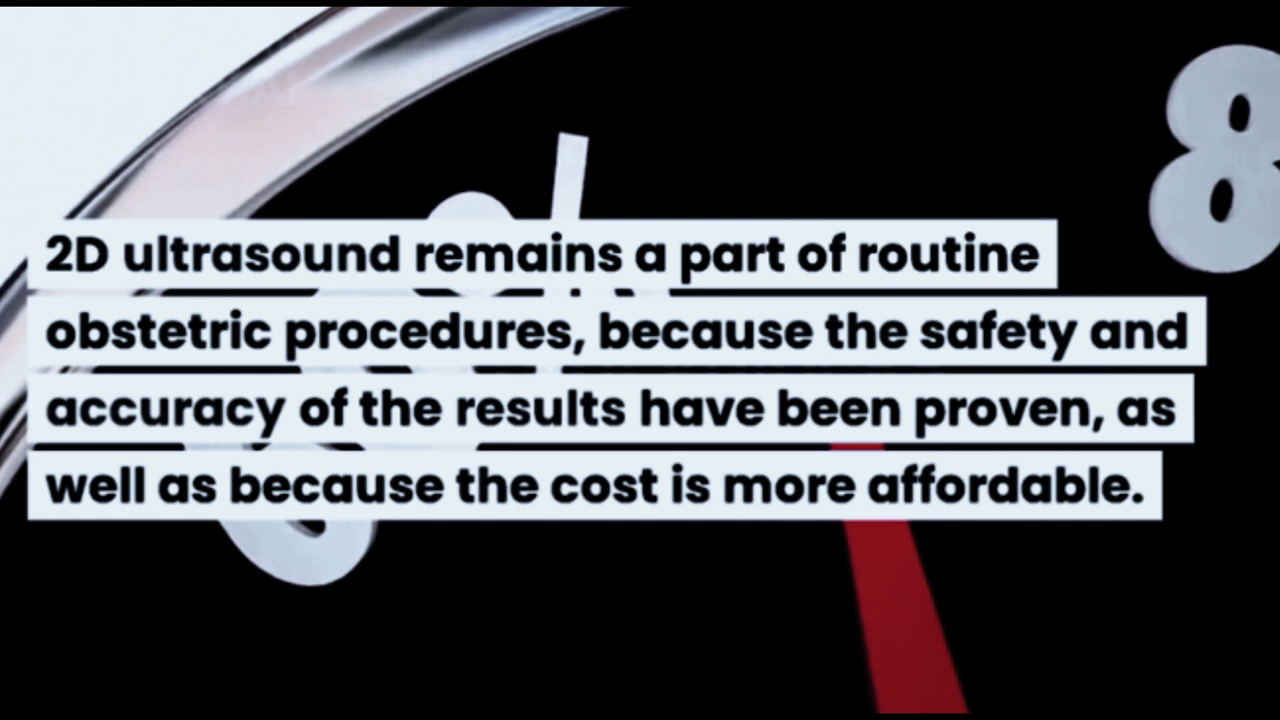 8
2D ultrasound remains a part of routine
obstetric procedures, because the safety and
accuracy of the results have been proven, as
well as because the cost is more affordable.